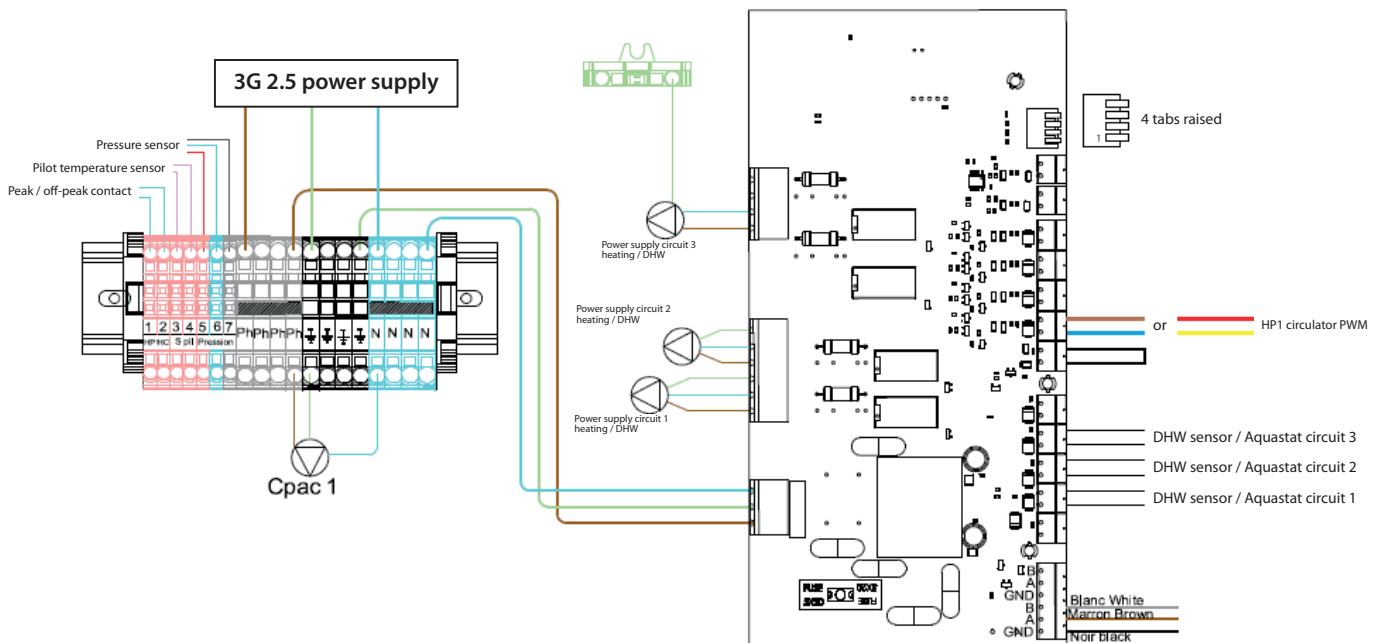 3G 2.5 power supply
Pressure sensor
Pilot temperature sensor
Peak / off-peak contact
1 2 3 4 5 6 7 Ph Ph Ph Ph N N N N
HP HC S pil Pression
Cpac 1
Power supply circuit 3
heating / DHW
Power supply circuit 2
heating / DHW
Power supply circuit 1
heating / DHW
1
4 tabs raised
or
HP1 circulator PWM
DHW sensor / Aquastat circuit 3
DHW sensor / Aquastat circuit 2
DHW sensor / Aquastat circuit 1
B
A
GND
B Blanc White
A Marron Brown
GND Noir black
FUSE